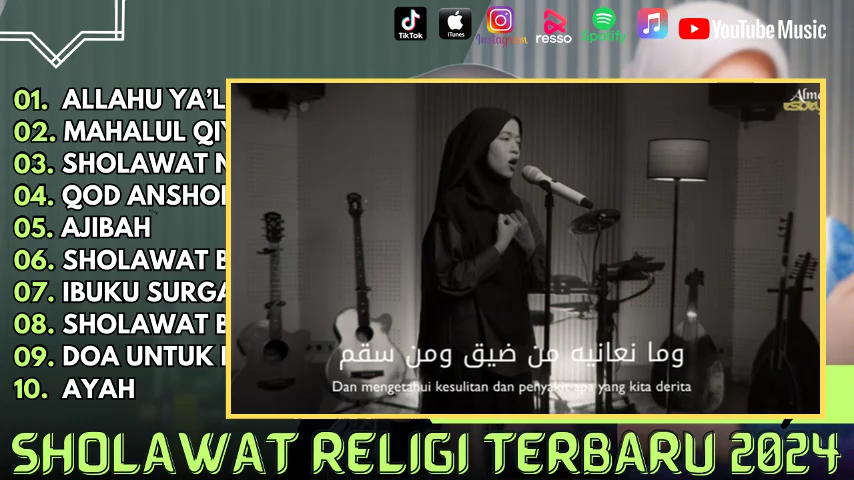 TikTok
iTunes
Instagram
resso
Spotify
YouTube Music
01. ALLAHU YA'L
02. MAHALUL QIY
03. SHOLAWAT N
04. QOD ANSHO
05. AJIBAH
06. SHOLAWAT B
07. IBUKU SURGA
08. SHOLAWAT B
09. DOA UNTUK
10. AYAH
وما نعانيه من ضيق ومن سقم
Dan mengetahui kesulitan dan penyakit apa yang kita derita
SHOLAWAT RELIGI TERBARU 2024